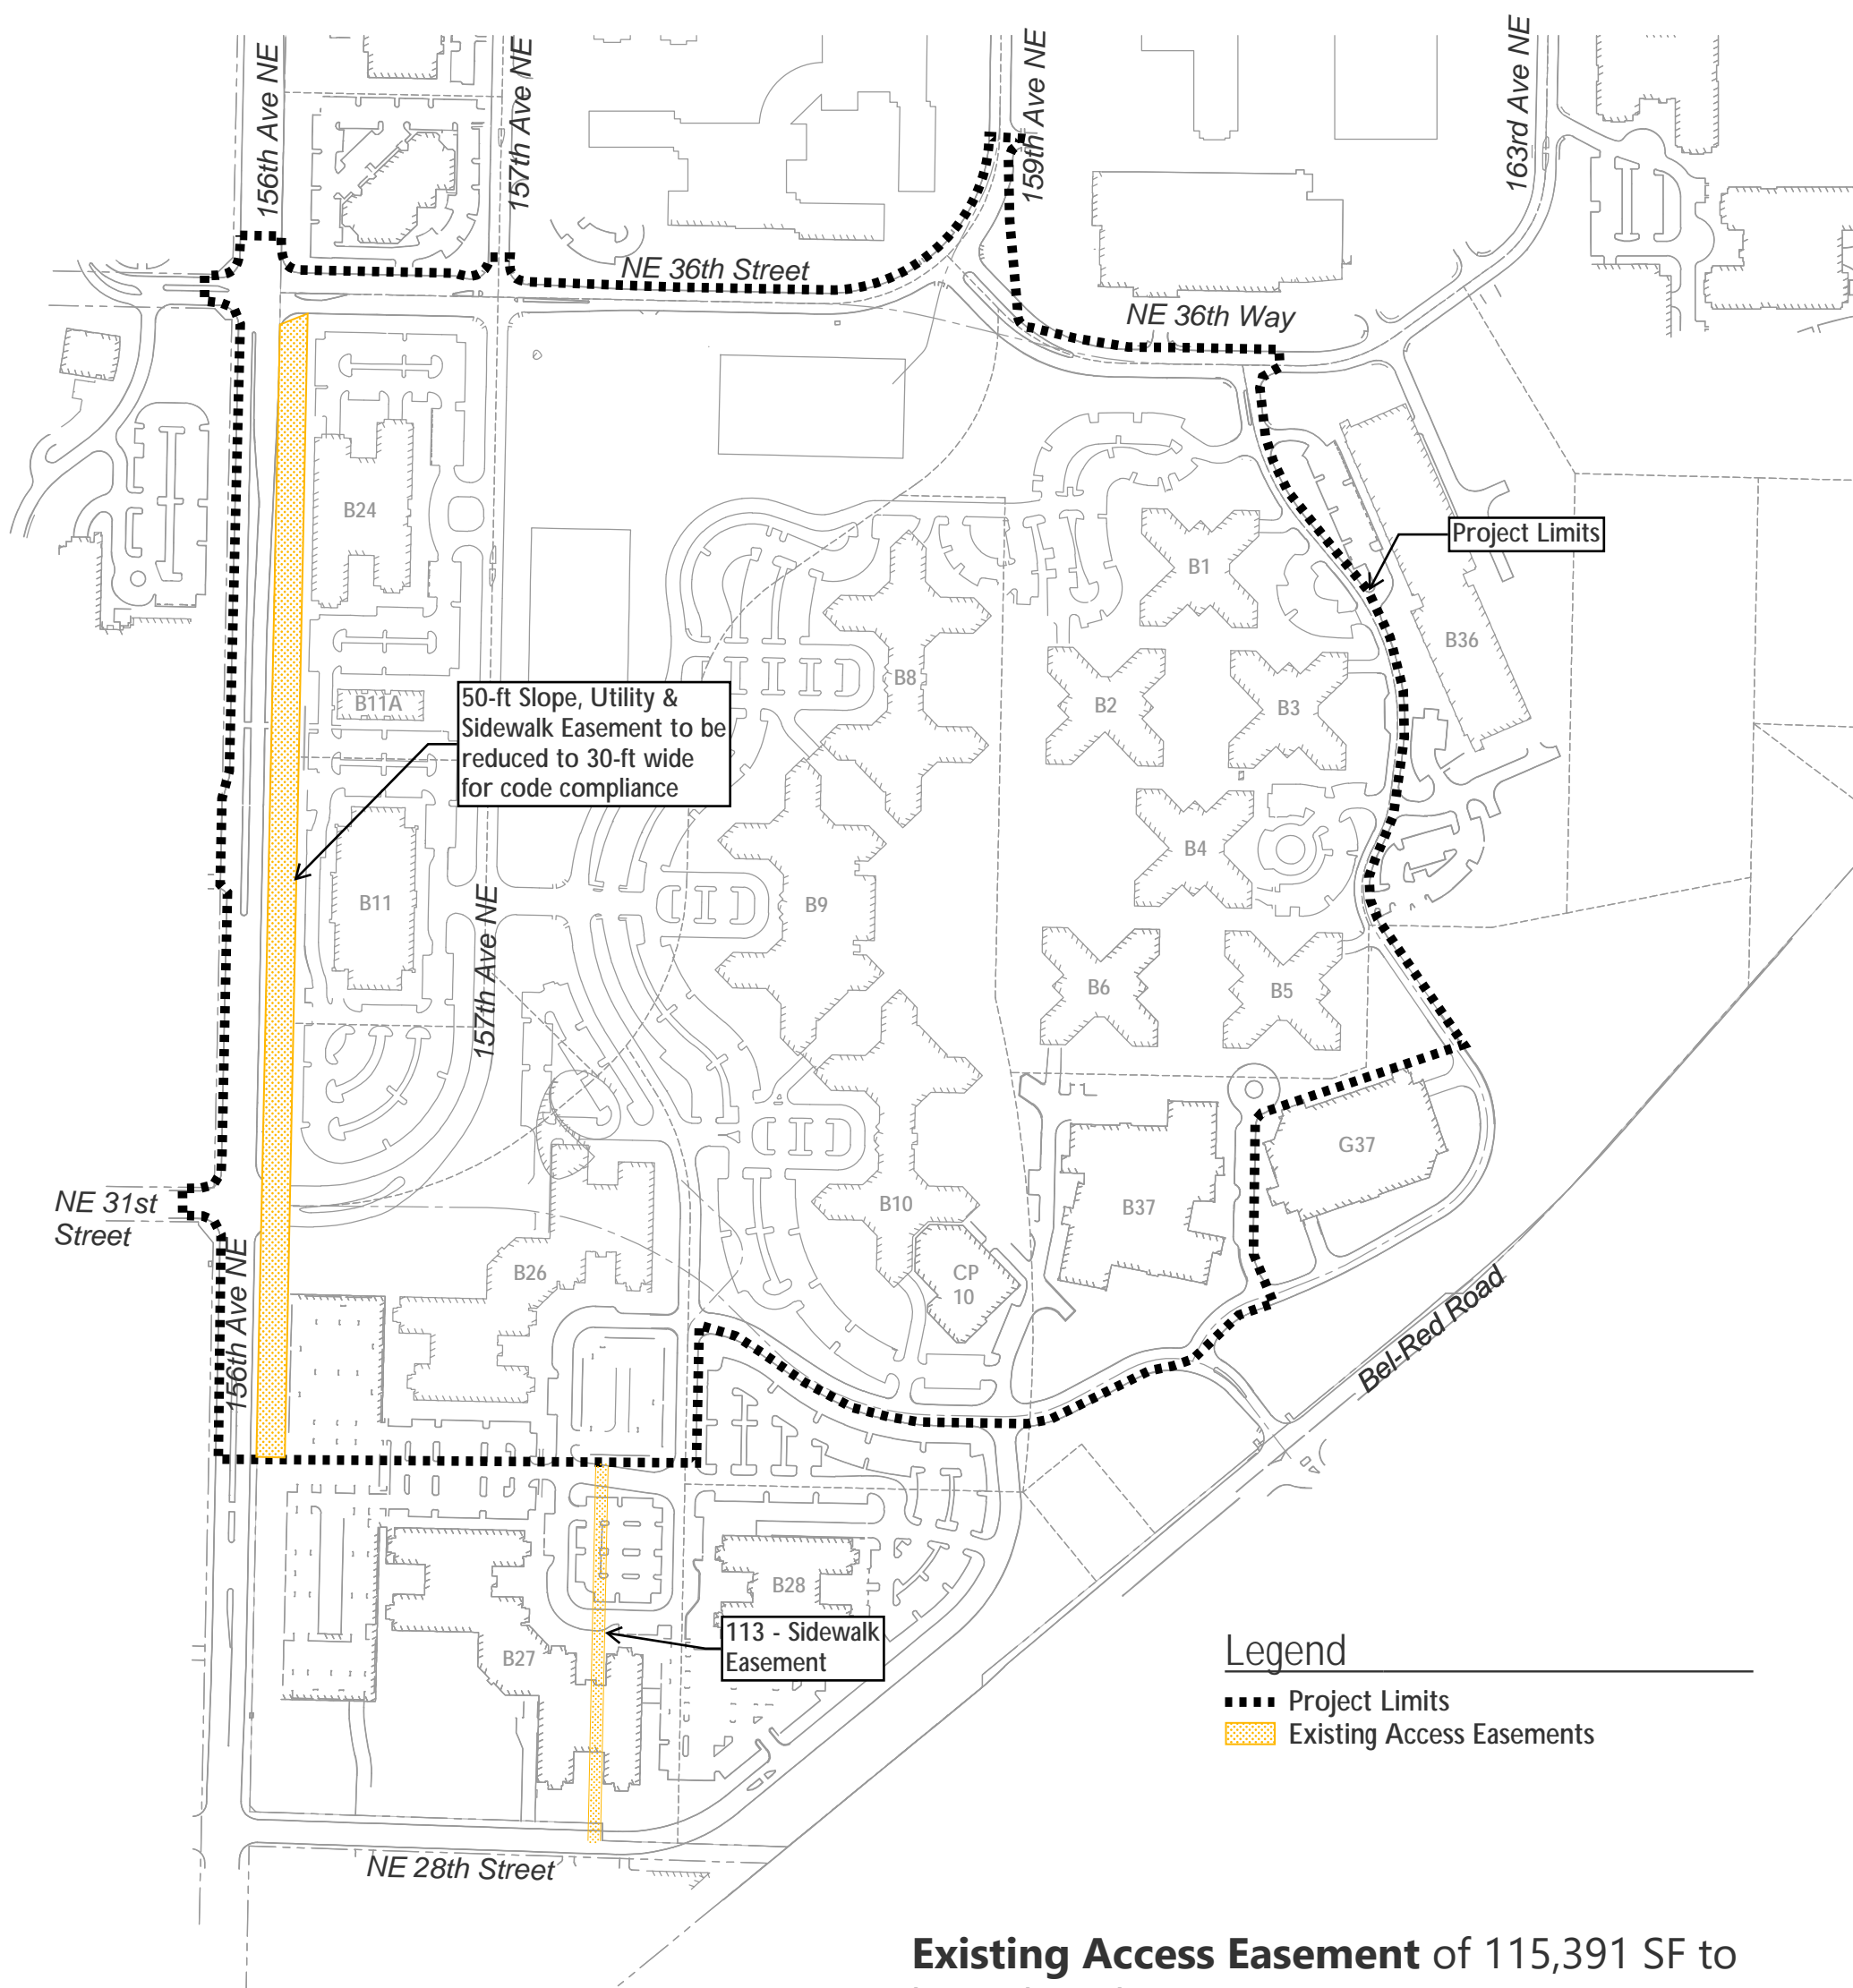 156th Ave NE
157th Ave NE
159th Ave NE
163rd Ave NE
NE 36th Street
NE 36th Way
B24
B1
Project Limits
B36
B8
B2
B3
B11A
50-ft Slope, Utility &
Sidewalk Easement to be
reduced to 30-ft wide
for code compliance
B4
B11
B9
157th Ave NE
B6
B5
G37
NE 31st
Street
B10
B37
156th Ave NE
B26
CP
10
Bel-Red Road
B28
113 - Sidewalk
Easement
B27
Legend
Project Limits
Existing Access Easements
NE 28th Street
Existing Access Easement of 115,391 SF to